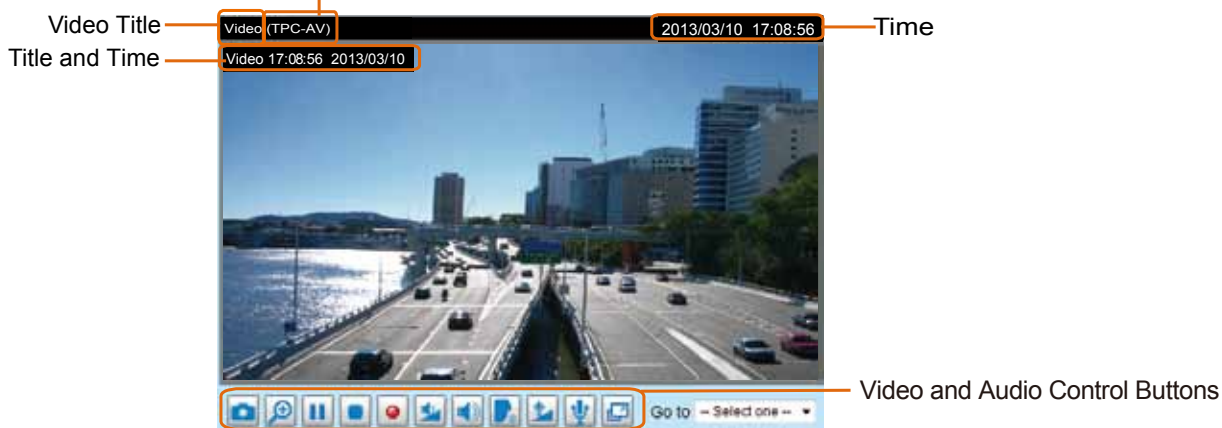 Video Title
Video (TPC-AV)
2013/03/10 17:08:56
Time
Title and Time
Video 17:08:56 2013/03/10
Video and Audio Control Buttons
Go to -- Select one --